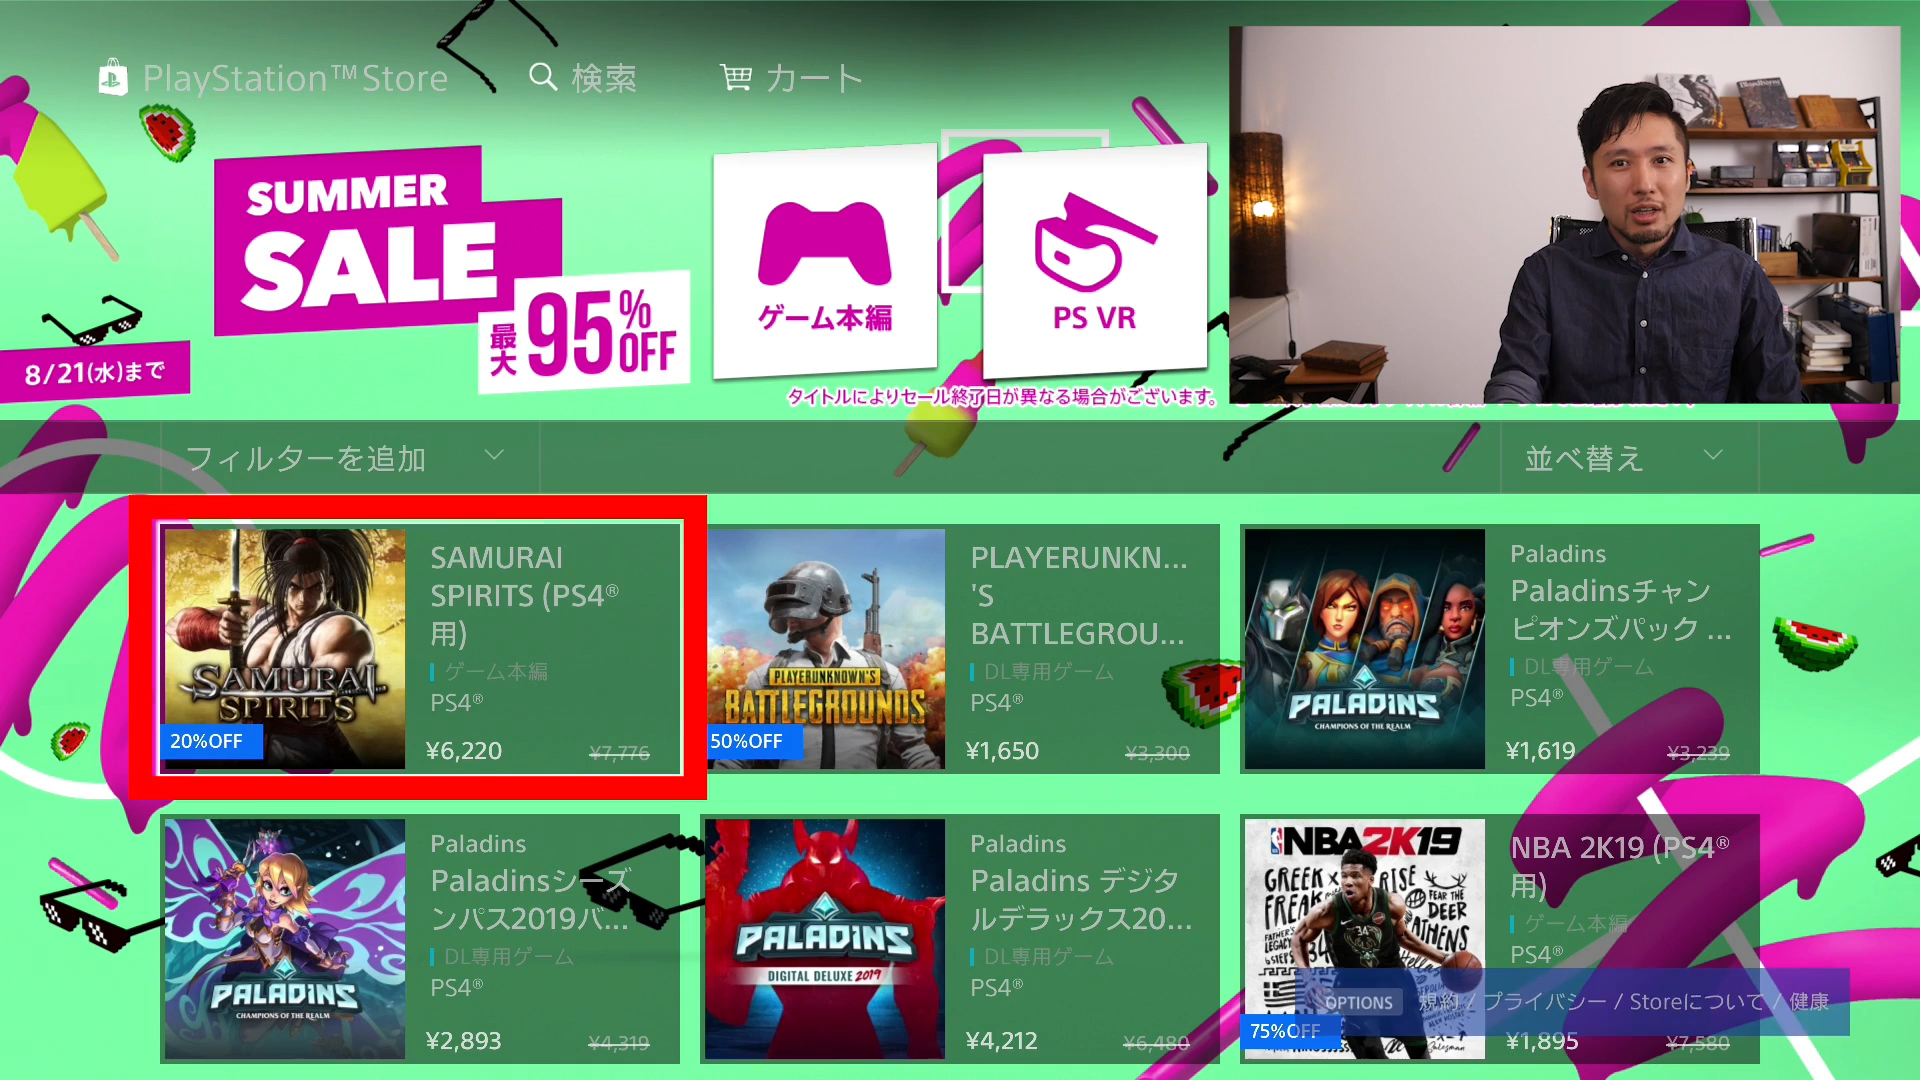 PlayStation™Store
検索
カート
SUMMER
SALE
最大
95%
OFF
8/21(水)まで
ゲーム本編
PS VR
タイトルによりセール終了日が異なる場合がございます。
フィルターを追加
並べ替え
SAMURAI
SPIRITS
20%OFF
SAMURAI
SPIRITS (PS4®
用)
ゲーム本編
PS4®
¥6,220
¥7,776
PLAYERUNKNOWN'S
BATTLEGROUNDS
50%OFF
PLAYERUNKN...
'S
BATTLEGROU...
DL専用ゲーム
PS4®
¥1,650
¥3,300
PALADINS
CHAMPIONS OF THE REALM
Paladins
Paladinsチャン
ピオンズパック ...
DL専用ゲーム
PS4®
¥1,619
¥3,239
PALADINS
CHAMPIONS OF THE REALM
Paladins
Paladinsシーズ
ンパス2019バ...
DL専用ゲーム
PS4®
¥2,893
¥4,319
PALADINS
DIGITAL DELUXE 2019
Paladins
Paladins デジタ
ルデラックス20...
DL専用ゲーム
PS4®
¥4,212
¥6,480
NBA2K19
GREEK
FREAK
RISE
FEAR THE
DEER
ATHENS
FATHER'S
LEGACY
34
75%OFF
NBA 2K19 (PS4®
用)
ゲーム本編
PS4®
¥1,895
¥7,580
OPTIONS
規約 / プライバシー / Storeについて / 健康